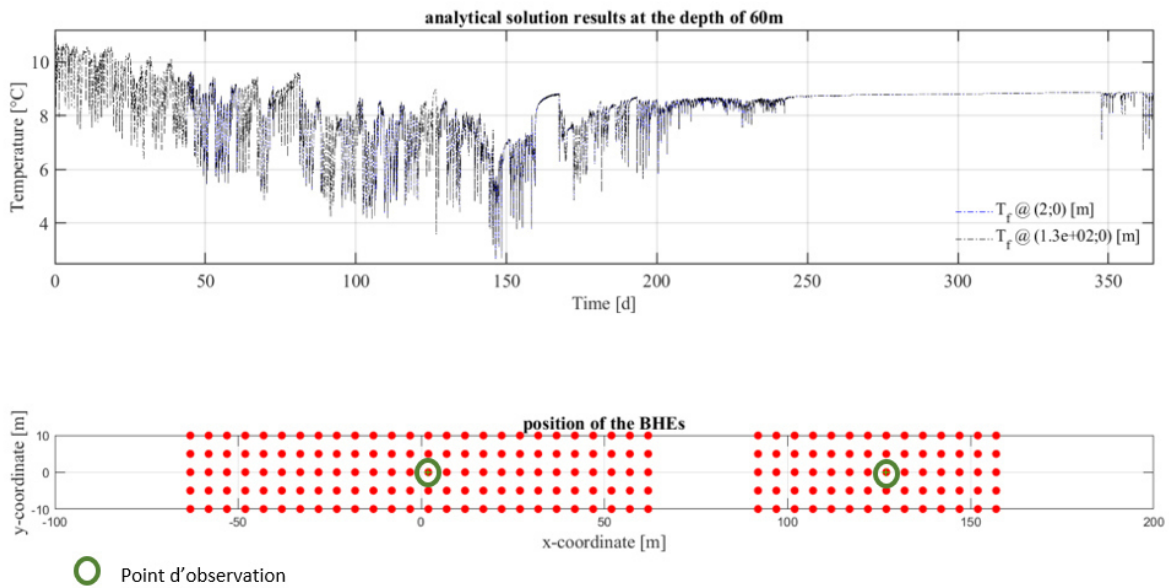 analytical solution results at the depth of 60m
Temperature [°C]
10
8
6
4
T_f @ (2;0) [m]
T_f @ (1.3e+02;0) [m]
0 50 100 150 200 250 300 350
Time [d]
position of the BHEs
y-coordinate [m]
10
0
-10
-100 -50 0 50 100 150 200
x-coordinate [m]
Point d’observation